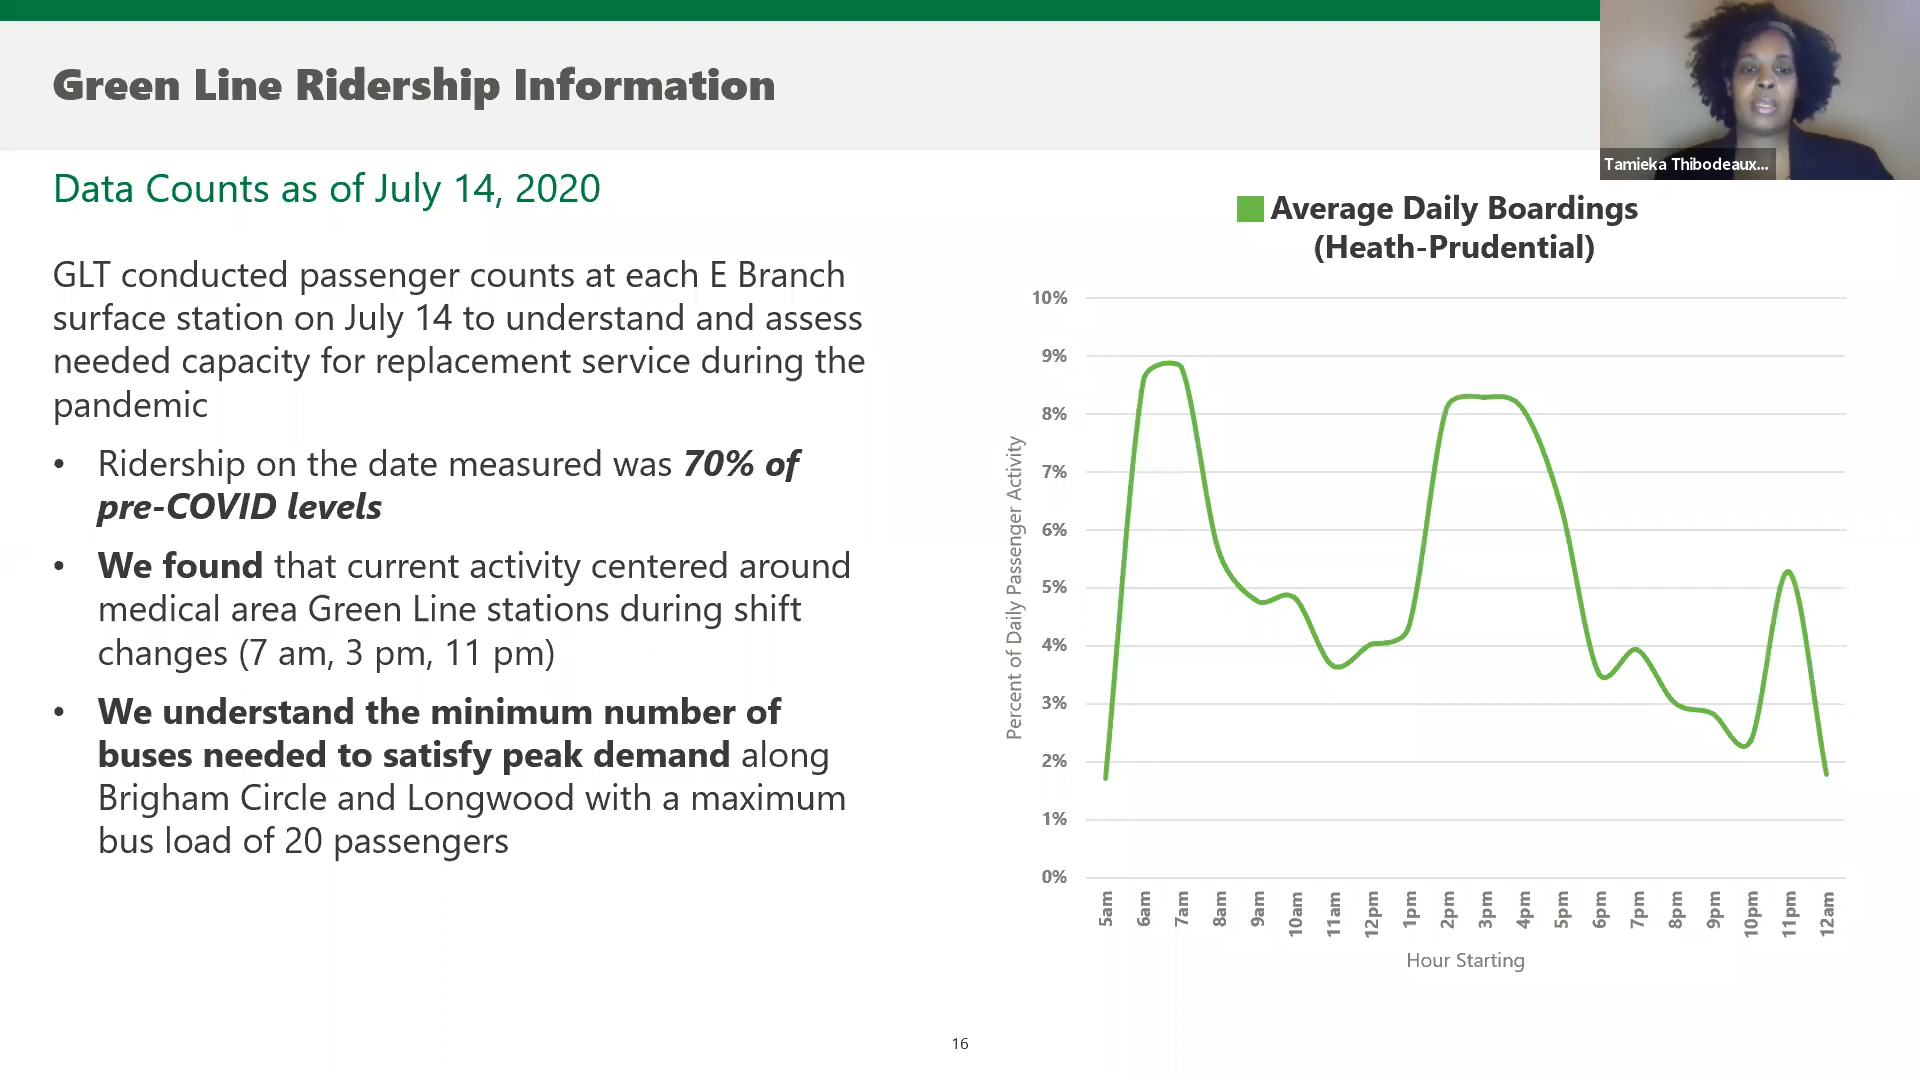 Green Line Ridership Information
Tamieka Thibodeaux...
Data Counts as of July 14, 2020
GLT conducted passenger counts at each E Branch
surface station on July 14 to understand and assess
needed capacity for replacement service during the
pandemic
• Ridership on the date measured was 70% of
pre-COVID levels
• We found that current activity centered around
medical area Green Line stations during shift
changes (7 am, 3 pm, 11 pm)
• We understand the minimum number of
buses needed to satisfy peak demand along
Brigham Circle and Longwood with a maximum
bus load of 20 passengers
Average Daily Boardings
(Heath-Prudential)
Percent of Daily Passenger Activity
10%
9%
8%
7%
6%
5%
4%
3%
2%
1%
0%
5am
6am
7am
8am
9am
10am
11am
12pm
1pm
2pm
3pm
4pm
5pm
6pm
7pm
8pm
9pm
10pm
11pm
12am
Hour Starting
16